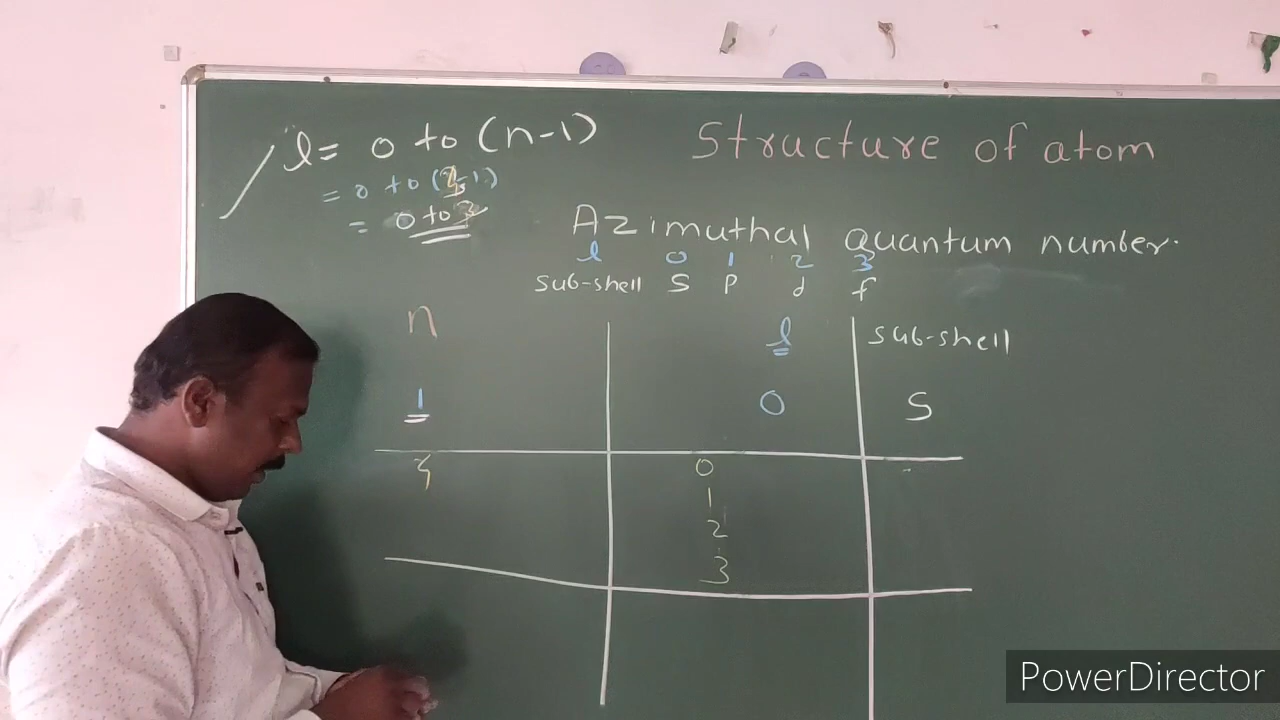 l = 0 to (n-1)
Structure of atom
= 0 to (4-1)
= 0 to 3
Azimuthal quantum number.
l 0 1 2 3
sub-shell S P d f
n l sub-shell
1 0 S
4 0
1
2
3
PowerDirector